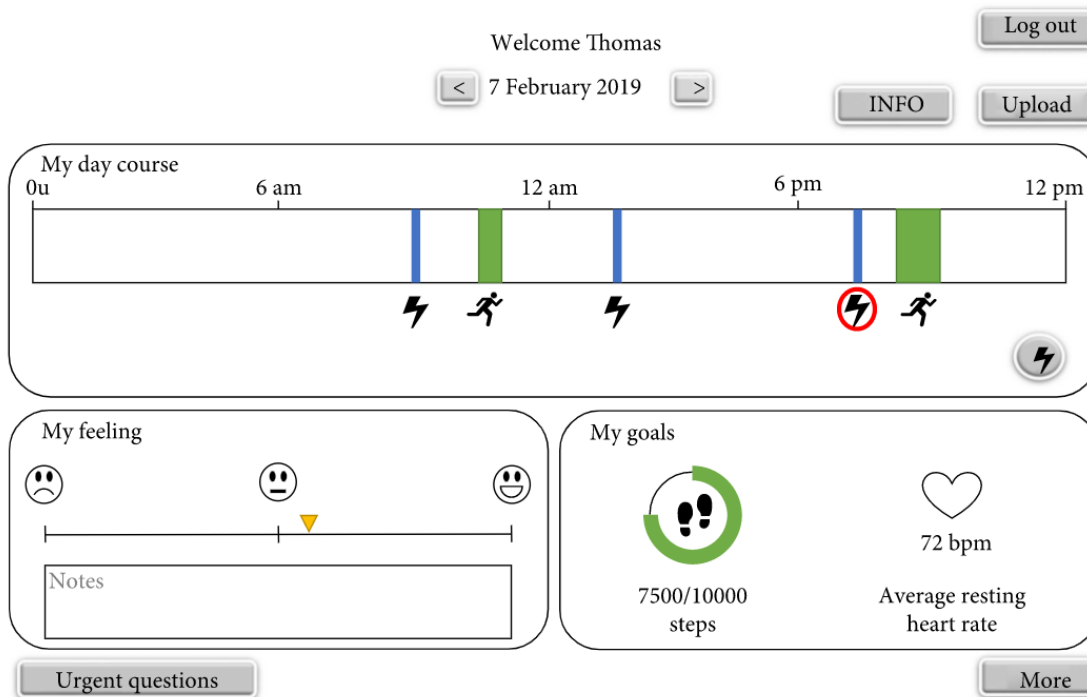 Log out
Welcome Thomas
< 7 February 2019 >
INFO
Upload
My day course
0u 6 am 12 am 6 pm 12 pm
My feeling
Notes
My goals
7500/10000
steps
72 bpm
Average resting
heart rate
Urgent questions
More